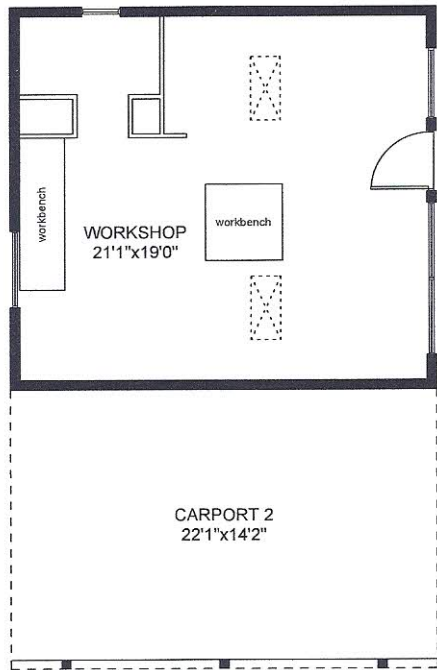 workbench
WORKSHOP
21'1"x19'0"
workbench
CARPORT 2
22'1"x14'2"